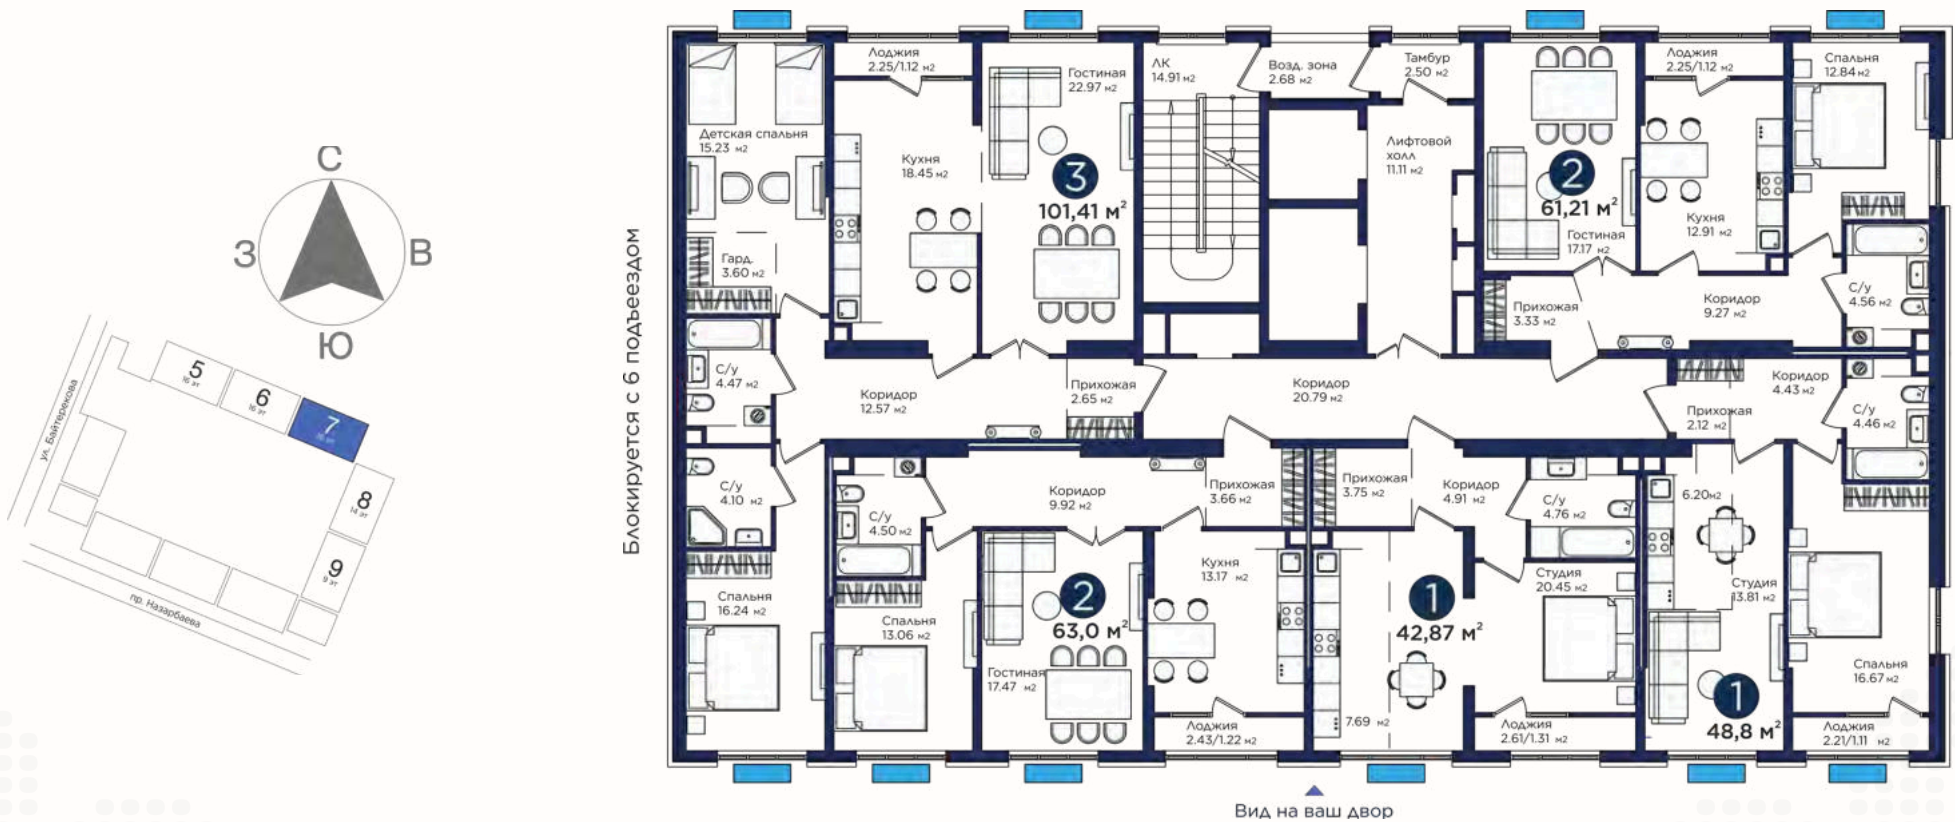 С
З
В
Ю
ул. Байтерекова
5
16 эт
6
16 эт
7
8
14 эт
9
9 эт
пр. Назарбаева
Блокируется с 6 подъеездом
Детская спальня
15.23 м2
Гард.
3.60 м2
Лоджия
2.25/1.12 м2
Кухня
18.45 м2
Гостиная
22.97 м2
3
101,41 м²
ЛК
14.91 м2
Возд. зона
2.68 м2
Тамбур
2.50 м2
Лифтовой
холл
11.11 м2
2
61,21 м²
Гостиная
17.17 м2
Лоджия
2.25/1.12 м2
Кухня
12.91 м2
Спальня
12.84 м2
Прихожая
3.33 м2
Коридор
9.27 м2
С/у
4.56 м2
С/у
4.47 м2
Коридор
12.57 м2
Прихожая
2.65 м2
Коридор
20.79 м2
Прихожая
2.12 м2
Коридор
4.43 м2
С/у
4.46 м2
С/у
4.10 м2
Спальня
16.24 м2
С/у
4.50 м2
Спальня
13.06 м2
Коридор
9.92 м2
Прихожая
3.66 м2
2
63,0 м²
Гостиная
17.47 м2
Кухня
13.17 м2
Лоджия
2.43/1.22 м2
Прихожая
3.75 м2
Коридор
4.91 м2
С/у
4.76 м2
1
42,87 м²
7.69 м2
Студия
20.45 м2
Лоджия
2.61/1.31 м2
6.20м2
Студия
13.81 м2
1
48,8 м²
Спальня
16.67 м2
Лоджия
2.21/1.11 м2
Вид на ваш двор